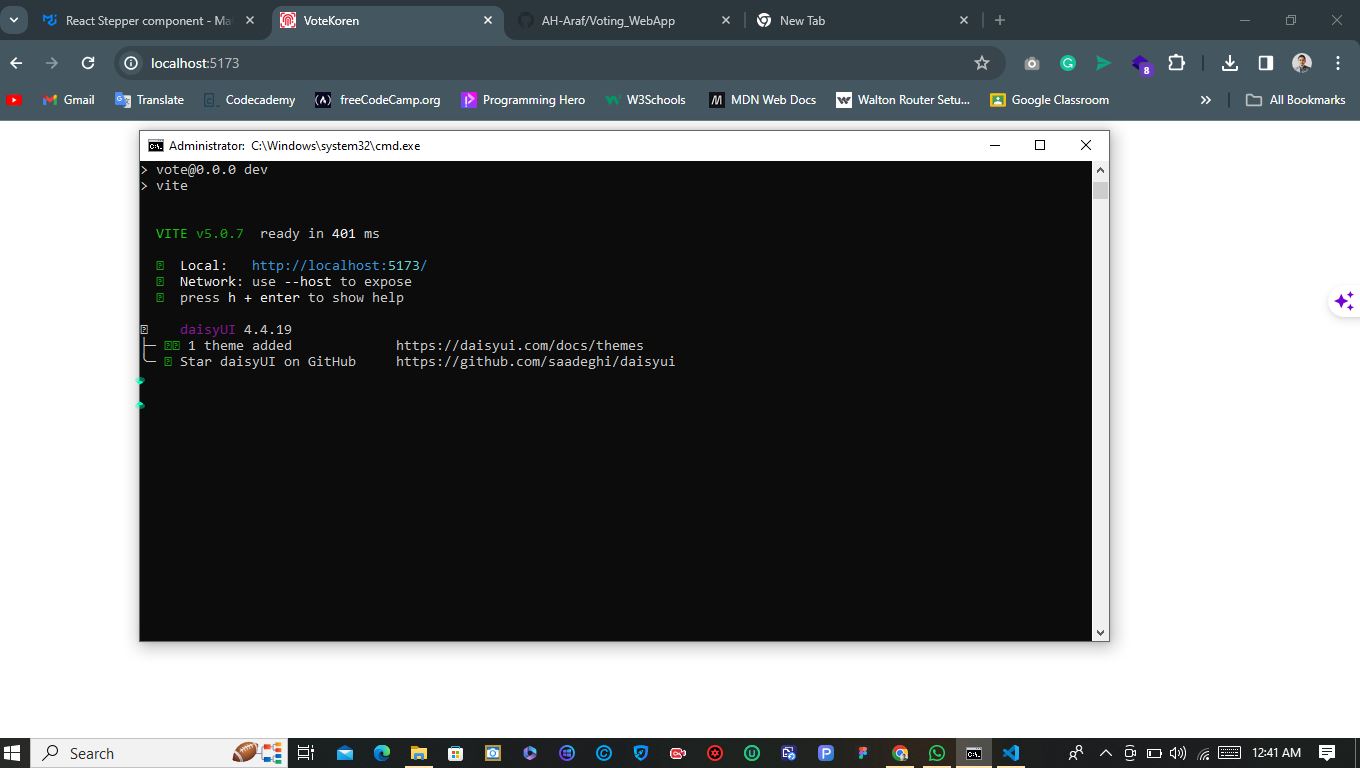 React Stepper component - Ma
VoteKoren
AH-Araf/Voting_WebApp
New Tab
localhost:5173
8
Gmail
Translate
Codecademy
freeCodeCamp.org
Programming Hero
W3Schools
MDN Web Docs
Walton Router Setu...
Google Classroom
All Bookmarks
Administrator: C:\Windows\system32\cmd.exe
> vote@0.0.0 dev
> vite
VITE v5.0.7 ready in 401 ms
Local: http://localhost:5173/
Network: use --host to expose
press h + enter to show help
daisyUI 4.4.19
1 theme added https://daisyui.com/docs/themes
Star daisyUI on GitHub https://github.com/saadeghi/daisyui
Search
12:41 AM